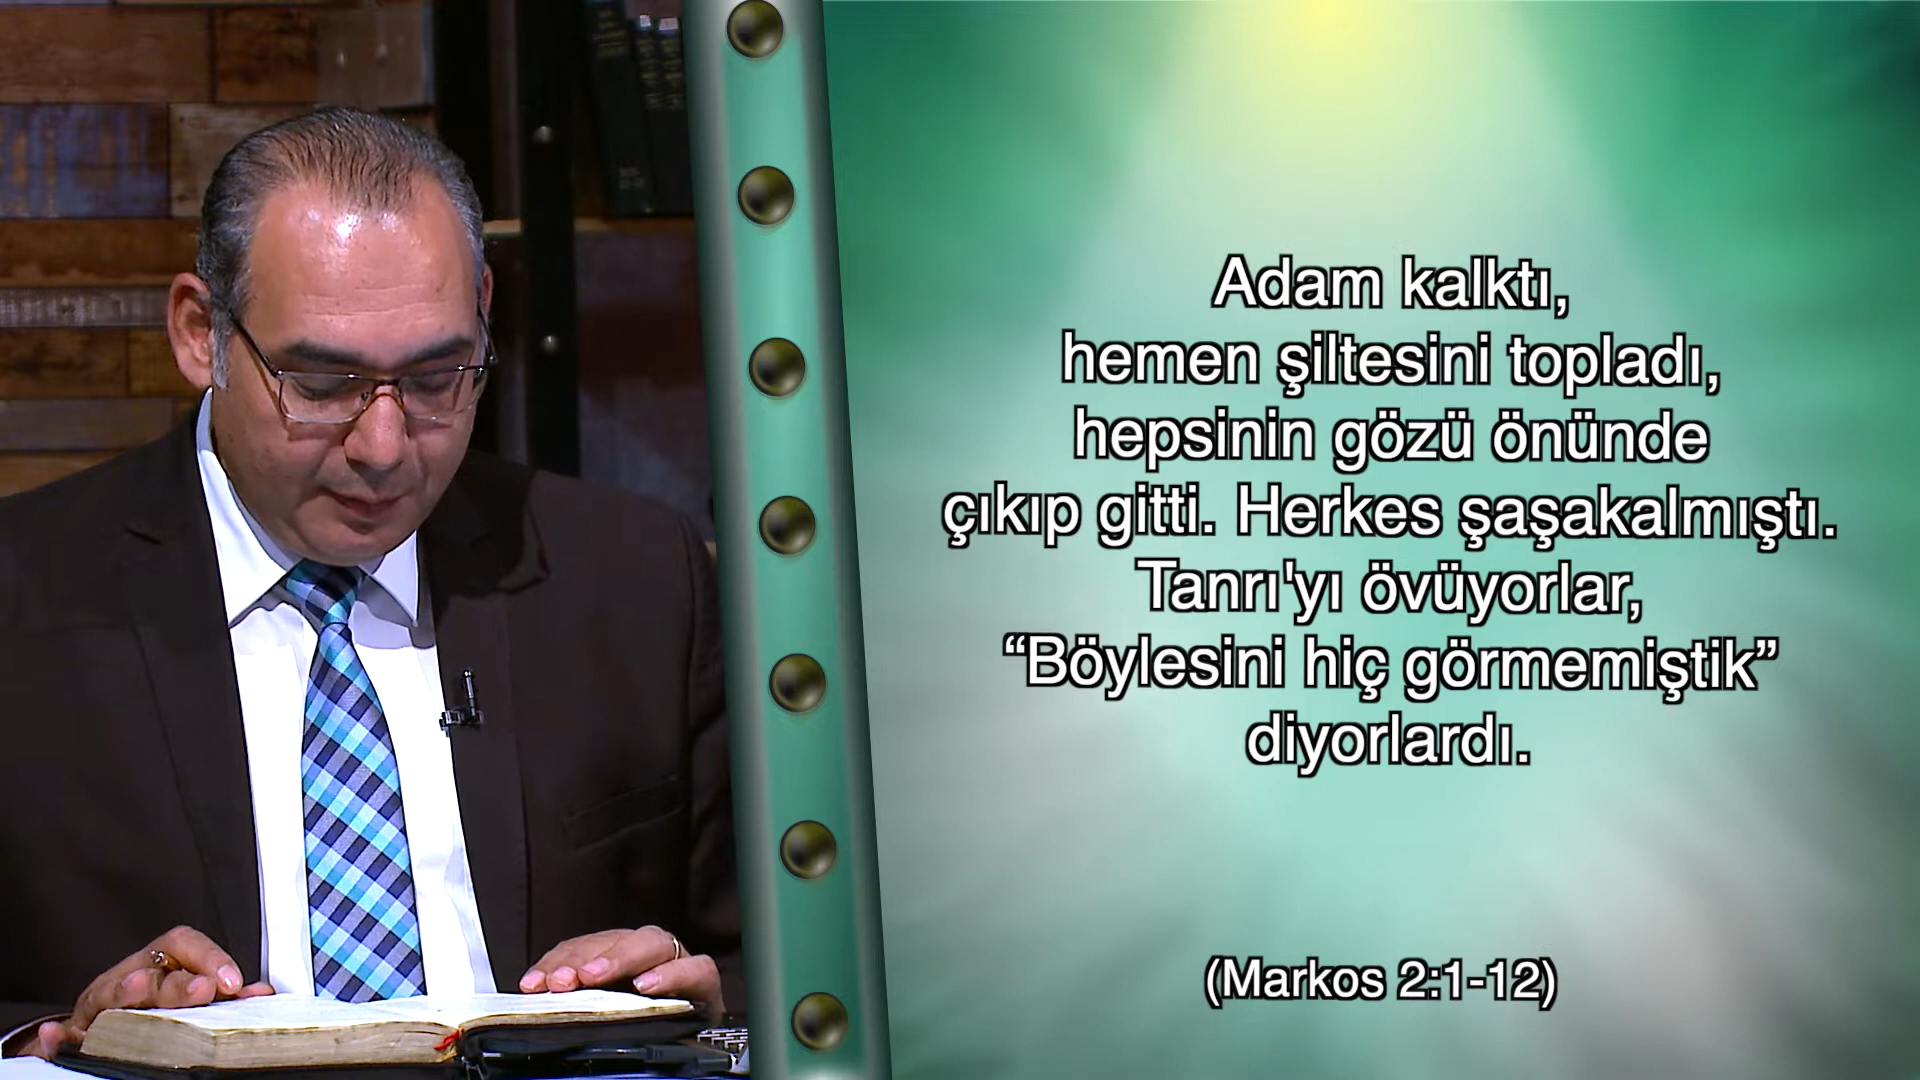 Adam kalktı,
hemen şiltesini topladı,
hepsinin gözü önünde
çıkıp gitti. Herkes şaşakalmıştı.
Tanrı'yı övüyorlar,
“Böylesini hiç görmemiştik”
diyorlardı.
(Markos 2:1-12)